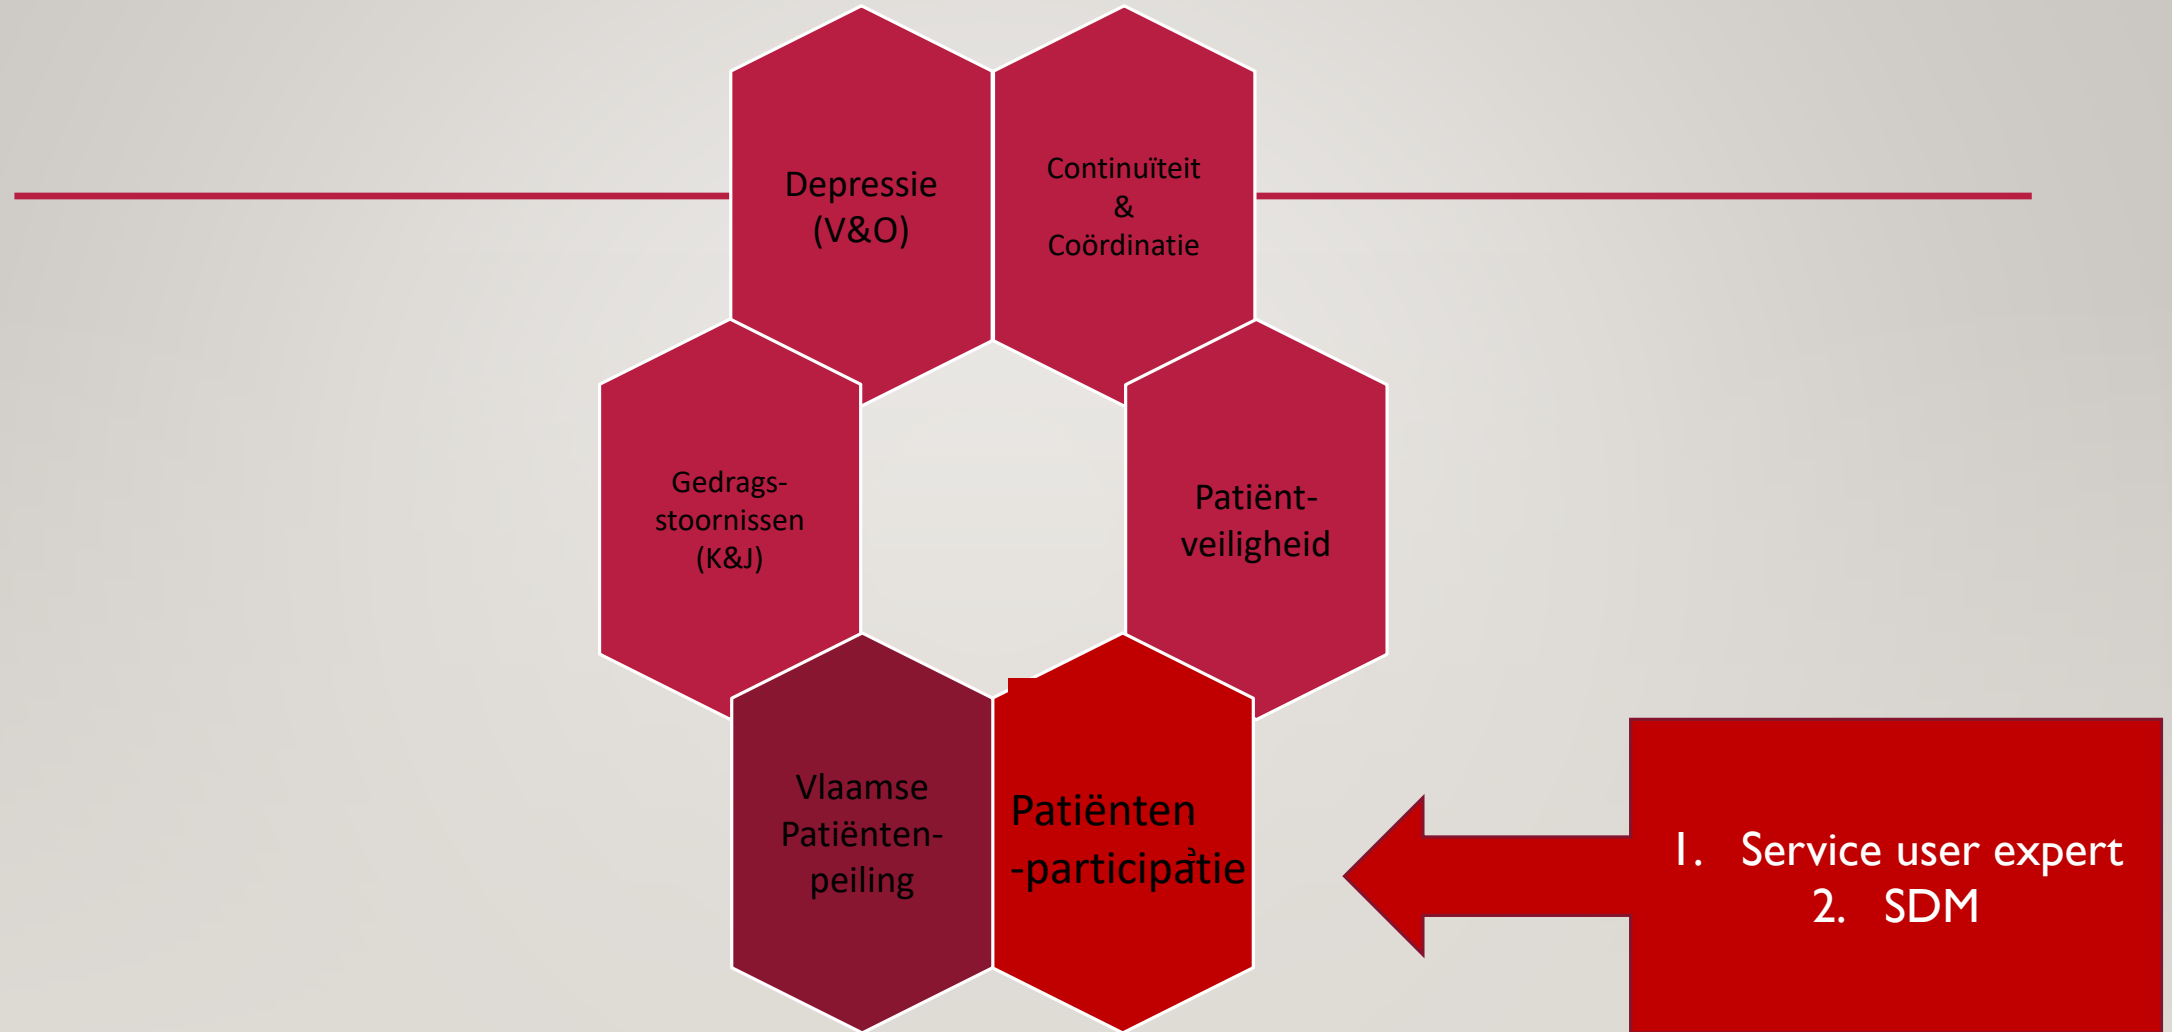 Depressie
(V&O)
Continuïteit
&
Coördinatie
Gedrags-
stoornissen
(K&J)
Patiënt-
veiligheid
Vlaamse
Patiënten-
peiling
Patiënten
-participatie
1. Service user expert
2. SDM